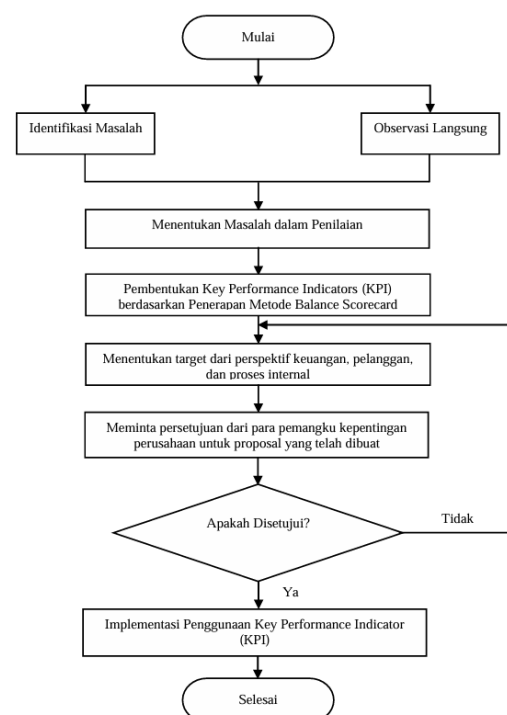 Mulai
Identifikasi Masalah
Observasi Langsung
Menentukan Masalah dalam Penilaian
Pembentukan Key Performance Indicators (KPI)
berdasarkan Penerapan Metode Balance Scorecard
Menentukan target dari perspektif keuangan, pelanggan,
dan proses internal
Meminta persetujuan dari para pemangku kepentingan
perusahaan untuk proposal yang telah dibuat
Apakah Disetujui?
Tidak
Ya
Implementasi Penggunaan Key Performance Indicator
(KPI)
Selesai